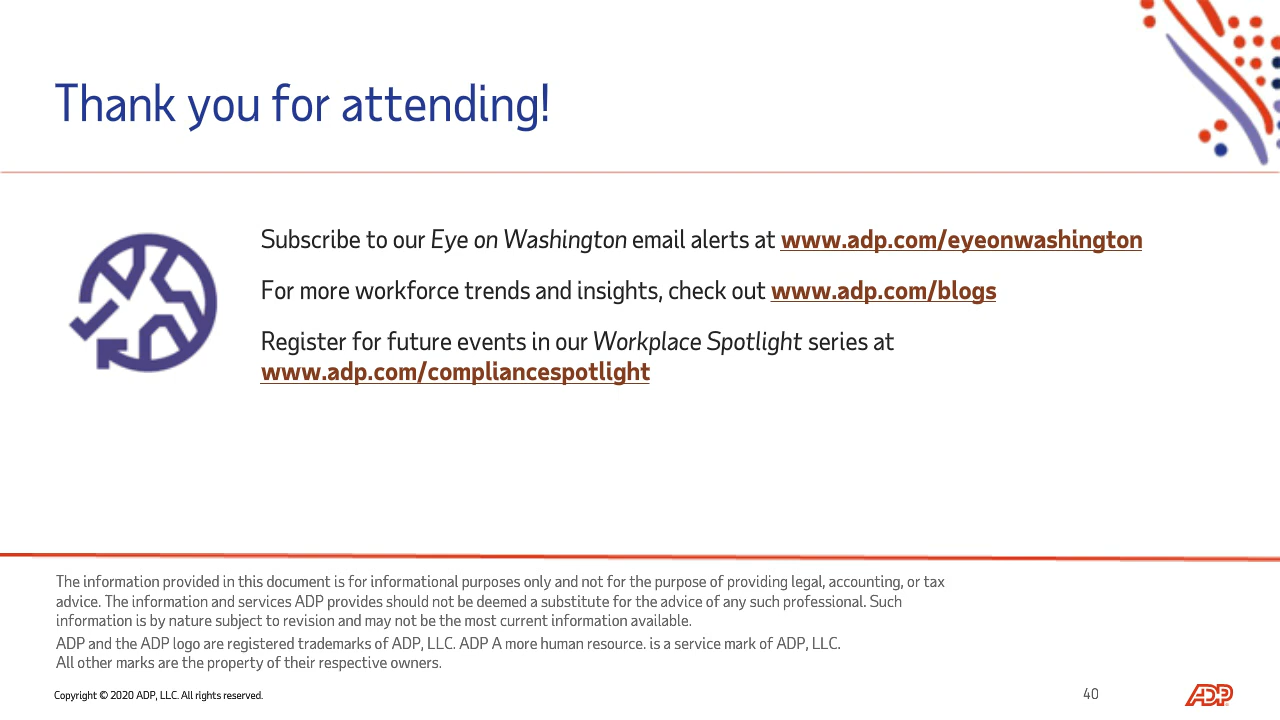 Thank you for attending!
Subscribe to our Eye on Washington email alerts at www.adp.com/eyeonwashington
For more workforce trends and insights, check out www.adp.com/blogs
Register for future events in our Workplace Spotlight series at
www.adp.com/compliancespotlight
The information provided in this document is for informational purposes only and not for the purpose of providing legal, accounting, or tax
advice. The information and services ADP provides should not be deemed a substitute for the advice of any such professional. Such
information is by nature subject to revision and may not be the most current information available.
ADP and the ADP logo are registered trademarks of ADP, LLC. ADP A more human resource. is a service mark of ADP, LLC.
All other marks are the property of their respective owners.
Copyright © 2020 ADP, LLC. All rights reserved.
40
ADP